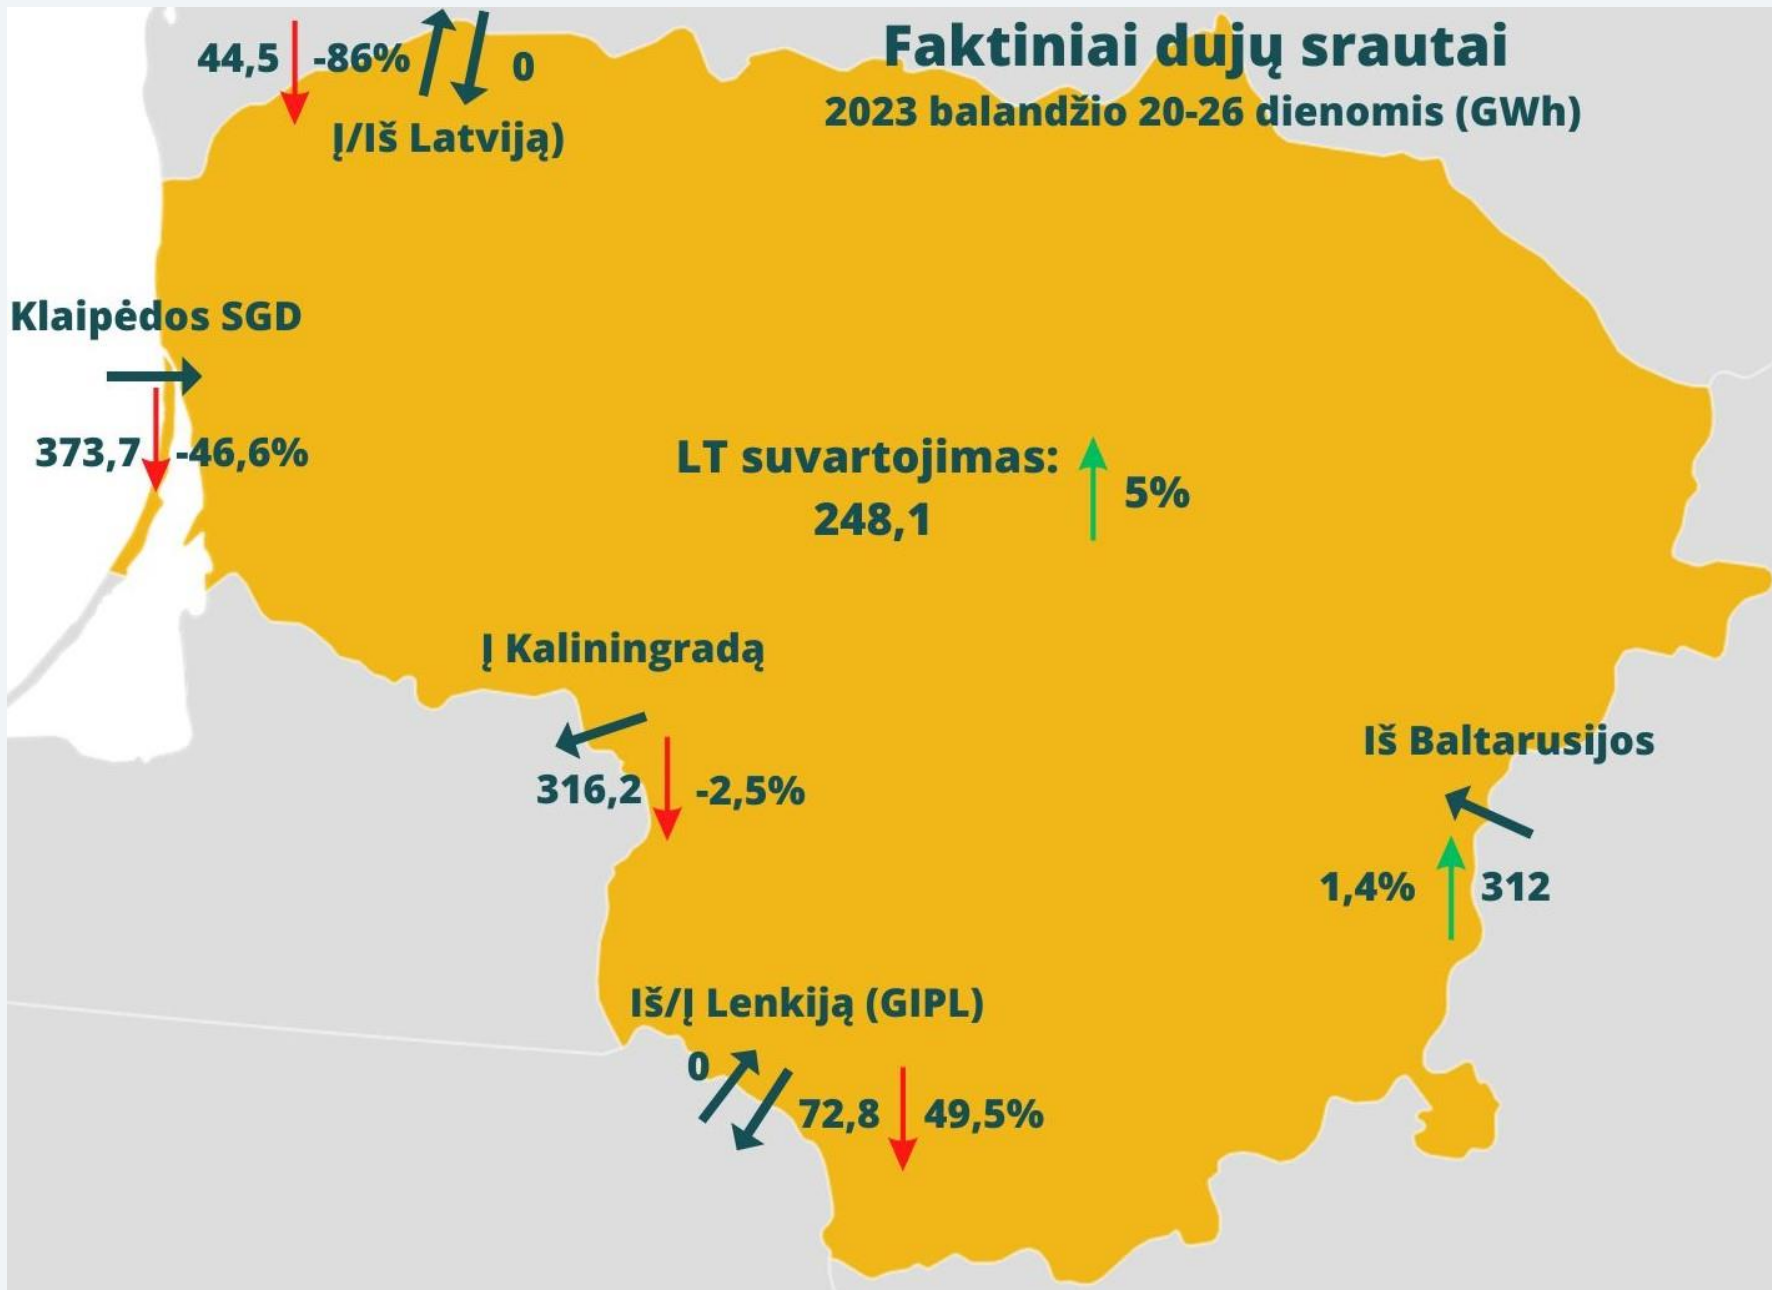 Faktiniai dujų srautai
2023 balandžio 20-26 dienomis (GWh)
44,5 -86% 0
Į/Iš Latviją)
Klaipėdos SGD
373,7 -46,6%
LT suvartojimas:
248,1 5%
Į Kaliningradą
316,2 -2,5%
Iš Baltarusijos
1,4% 312
Iš/Į Lenkiją (GIPL)
0
72,8 49,5%